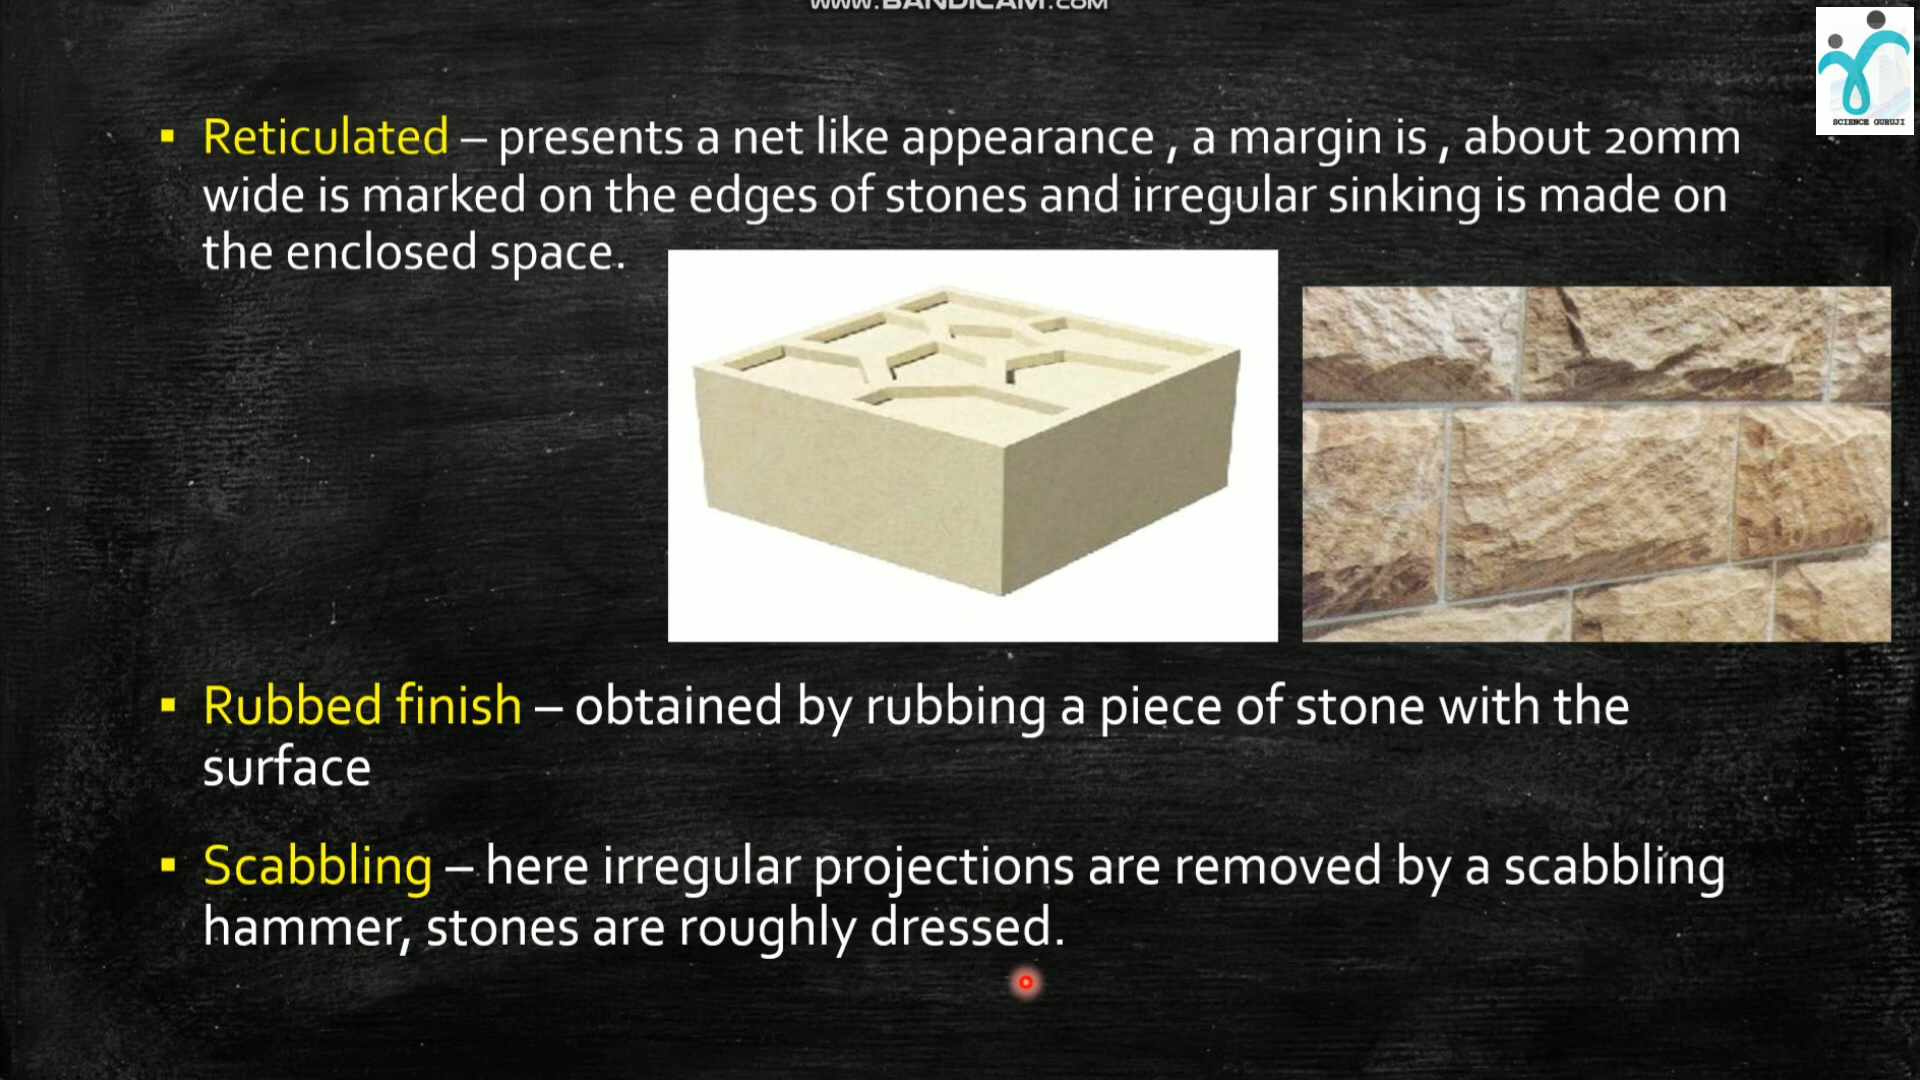 www.BANDICAM.COM
SCIENCE GURUJI
▪ Reticulated – presents a net like appearance , a margin is , about 20mm
wide is marked on the edges of stones and irregular sinking is made on
the enclosed space.
▪ Rubbed finish – obtained by rubbing a piece of stone with the
surface
▪ Scabbling – here irregular projections are removed by a scabbling
hammer, stones are roughly dressed.